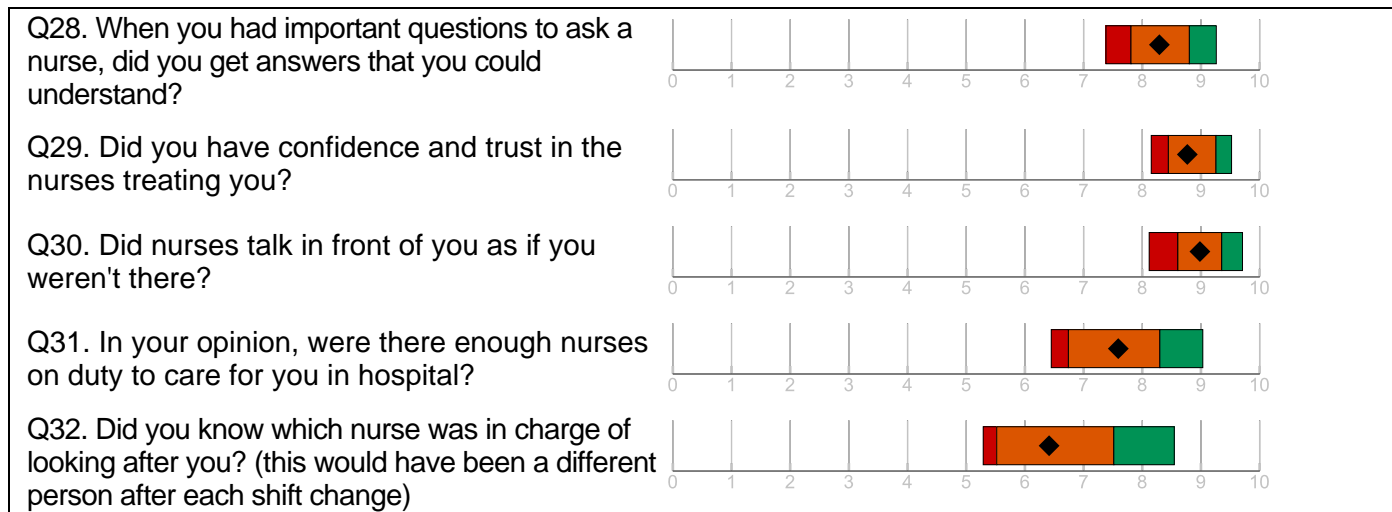 Q28. When you had important questions to ask a
nurse, did you get answers that you could
understand?
0 1 2 3 4 5 6 7 8 9 10
Q29. Did you have confidence and trust in the
nurses treating you?
0 1 2 3 4 5 6 7 8 9 10
Q30. Did nurses talk in front of you as if you
weren't there?
0 1 2 3 4 5 6 7 8 9 10
Q31. In your opinion, were there enough nurses
on duty to care for you in hospital?
0 1 2 3 4 5 6 7 8 9 10
Q32. Did you know which nurse was in charge of
looking after you? (this would have been a different
person after each shift change)
0 1 2 3 4 5 6 7 8 9 10